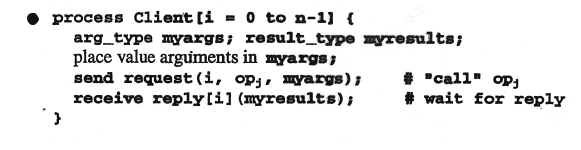 ● process Client[i = 0 to n-1] {
arg_type myargs; result_type myresults;
place value arguments in myargs;
send request(i, opⱼ, myargs); # "call" opⱼ
receive reply[i](myresults); # wait for reply
}